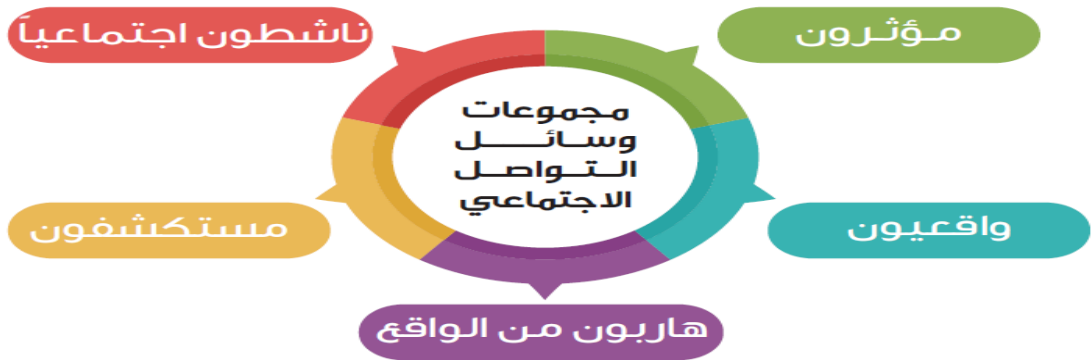 مؤثرون
ناشطون اجتماعياً
مجموعات
وسائل
التواصل
الاجتماعي
واقعيون
مستكشفون
هاربون من الواقع